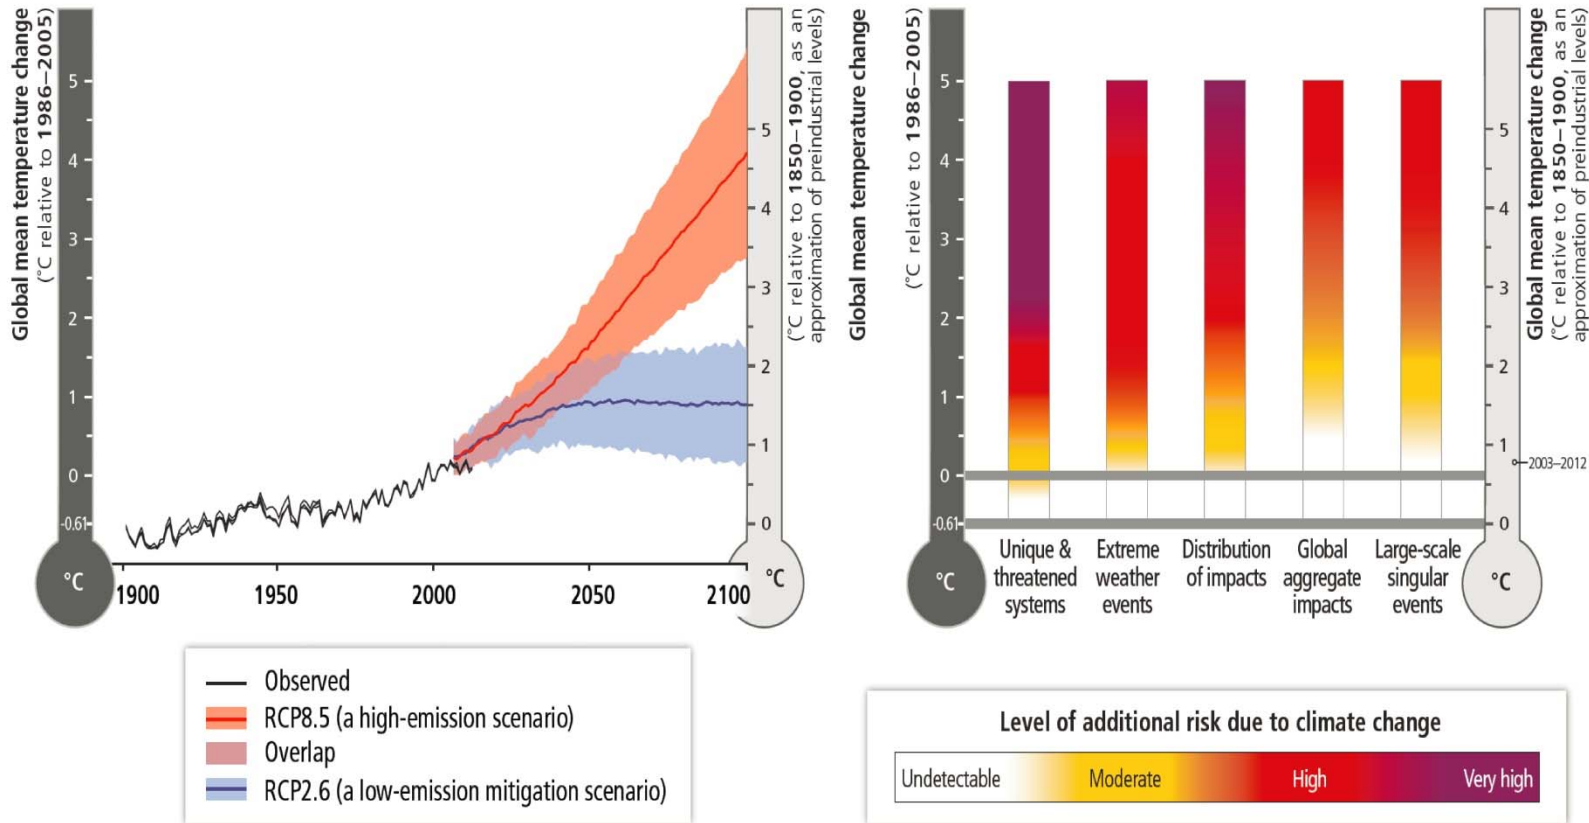 Global mean temperature change
(°C relative to 1986–2005)
5
4
3
2
1
0
-0.61
°C
(°C relative to 1850–1900, as an
approximation of preindustrial levels)
5
4
3
2
1
0
°C
1900
1950
2000
2050
2100
Observed
RCP8.5 (a high-emission scenario)
Overlap
RCP2.6 (a low-emission mitigation scenario)
Global mean temperature change
(°C relative to 1986–2005)
5
4
3
2
1
0
-0.61
°C
Global mean temperature change
(°C relative to 1850–1900, as an
approximation of preindustrial levels)
5
4
3
2
1
0
2003–2012
°C
Unique &
threatened
systems
Extreme
weather
events
Distribution
of impacts
Global
aggregate
impacts
Large-scale
singular
events
Level of additional risk due to climate change
Undetectable
Moderate
High
Very high